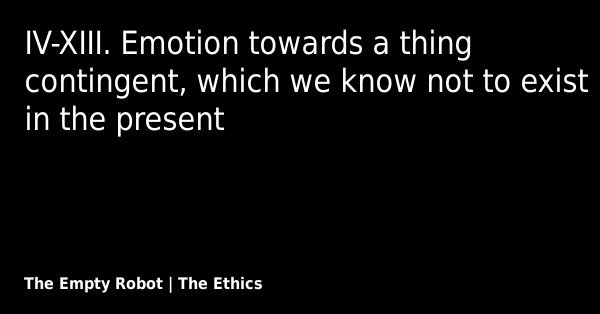 IV-XIII. Emotion towards a thing
contingent, which we know not to exist
in the present
The Empty Robot | The Ethics